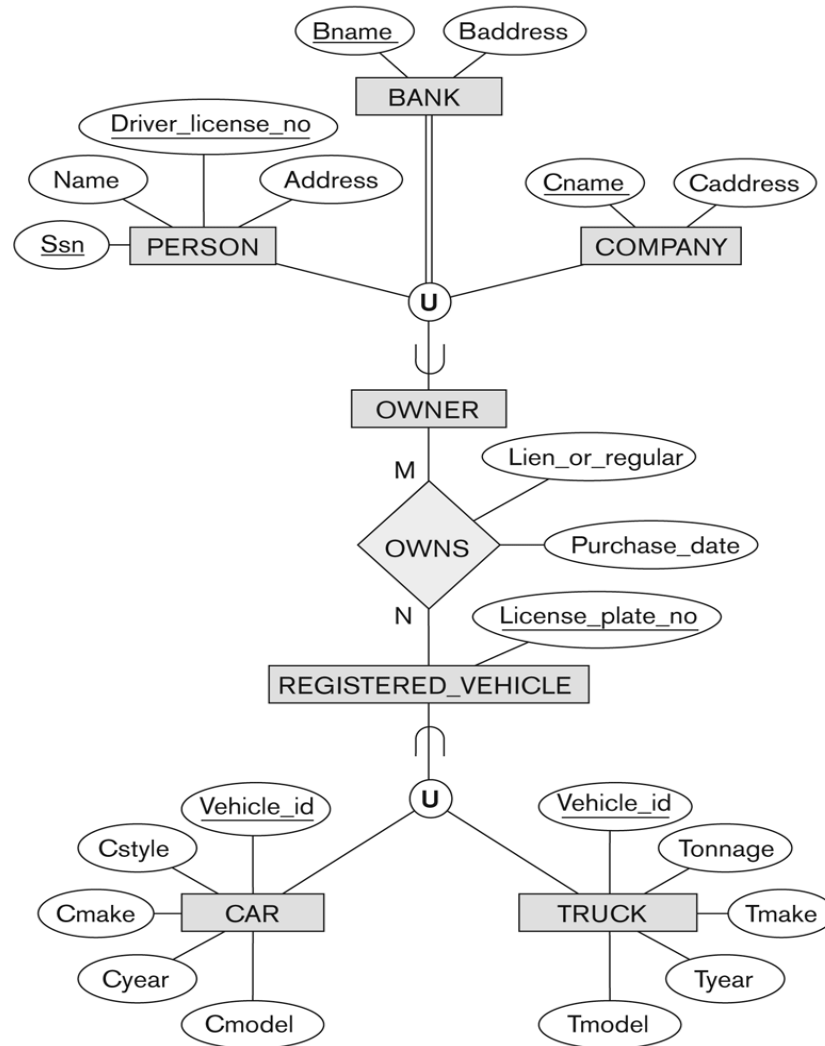 Bname
Baddress
BANK
Driver_license_no
Name
Address
Cname
Caddress
Ssn
PERSON
COMPANY
U
OWNER
M
Lien_or_regular
OWNS
Purchase_date
N
License_plate_no
REGISTERED_VEHICLE
U
Vehicle_id
Vehicle_id
Cstyle
Tonnage
Cmake
CAR
TRUCK
Tmake
Cyear
Tyear
Cmodel
Tmodel